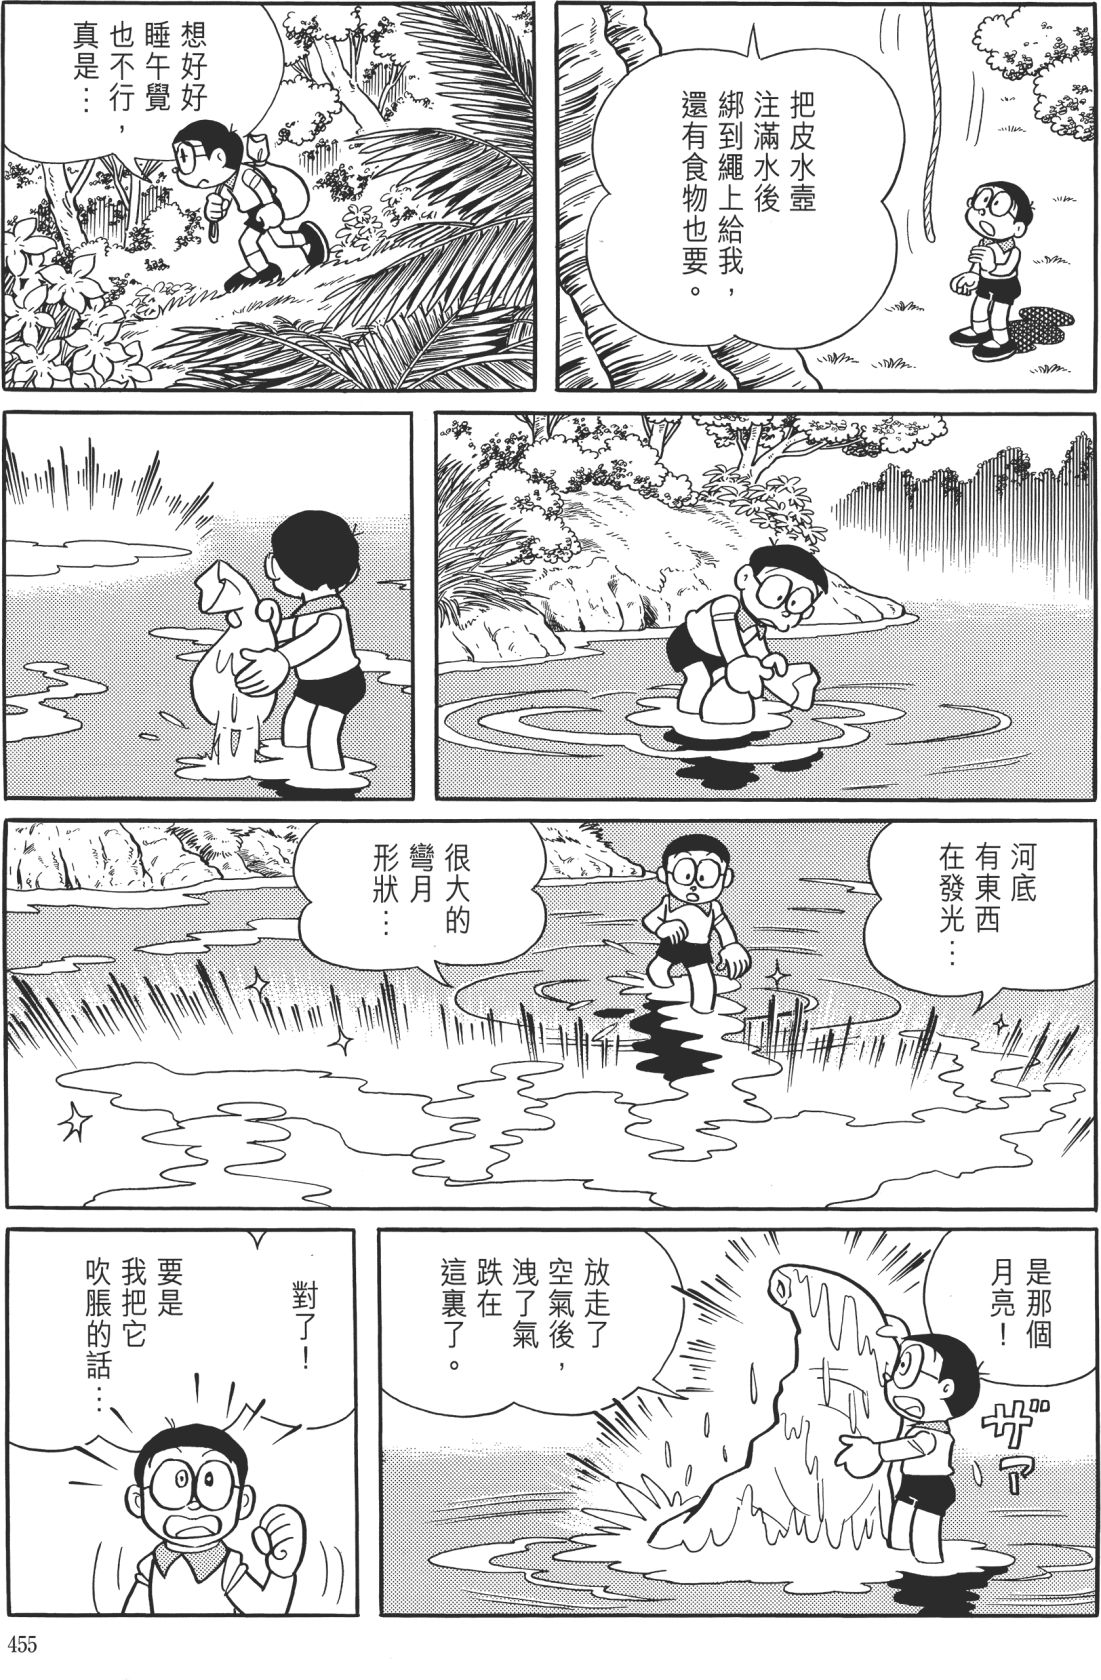 把皮水壺
注滿水後
綁到繩上給我，
還有食物也要。
想好好
睡午覺
也不行，
真是…
河底
有東西
在發光…
很大的
彎月
形狀…
是那個
月亮！
放走了
空氣後，
洩了氣
跌在
這裏了。
ザァ
對了！
要是
我把它
吹脹的話…
455